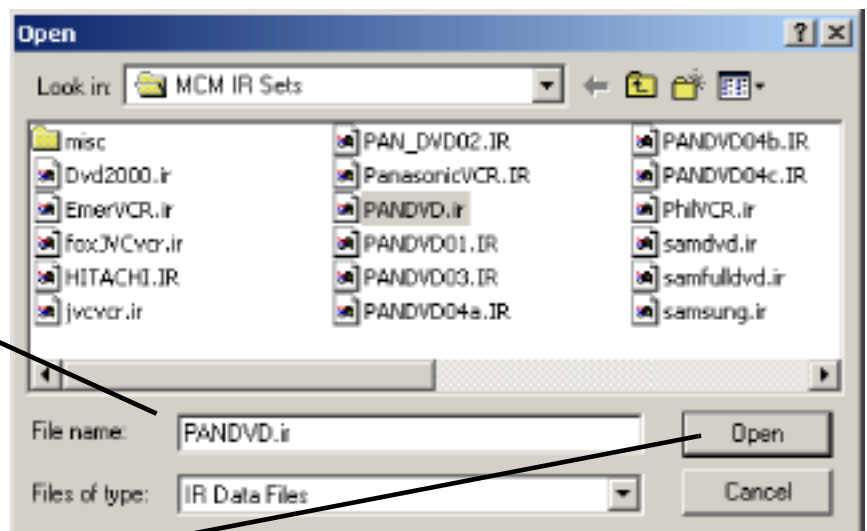 Open
Look in: MCM IR Sets
misc
Dvd2000.ir
EmerVCR.ir
foxJVCvcr.ir
HITACHI.IR
jvcvcr.ir
PAN_DVD02.IR
PanasonicVCR.IR
PANDVD.ir
PANDVD01.IR
PANDVD03.IR
PANDVD04a.IR
PANDVD04b.IR
PANDVD04c.IR
PhilVCR.ir
samdvd.ir
samfulldvd.ir
samsung.ir
File name: PANDVD.ir Open
Files of type: IR Data Files Cancel